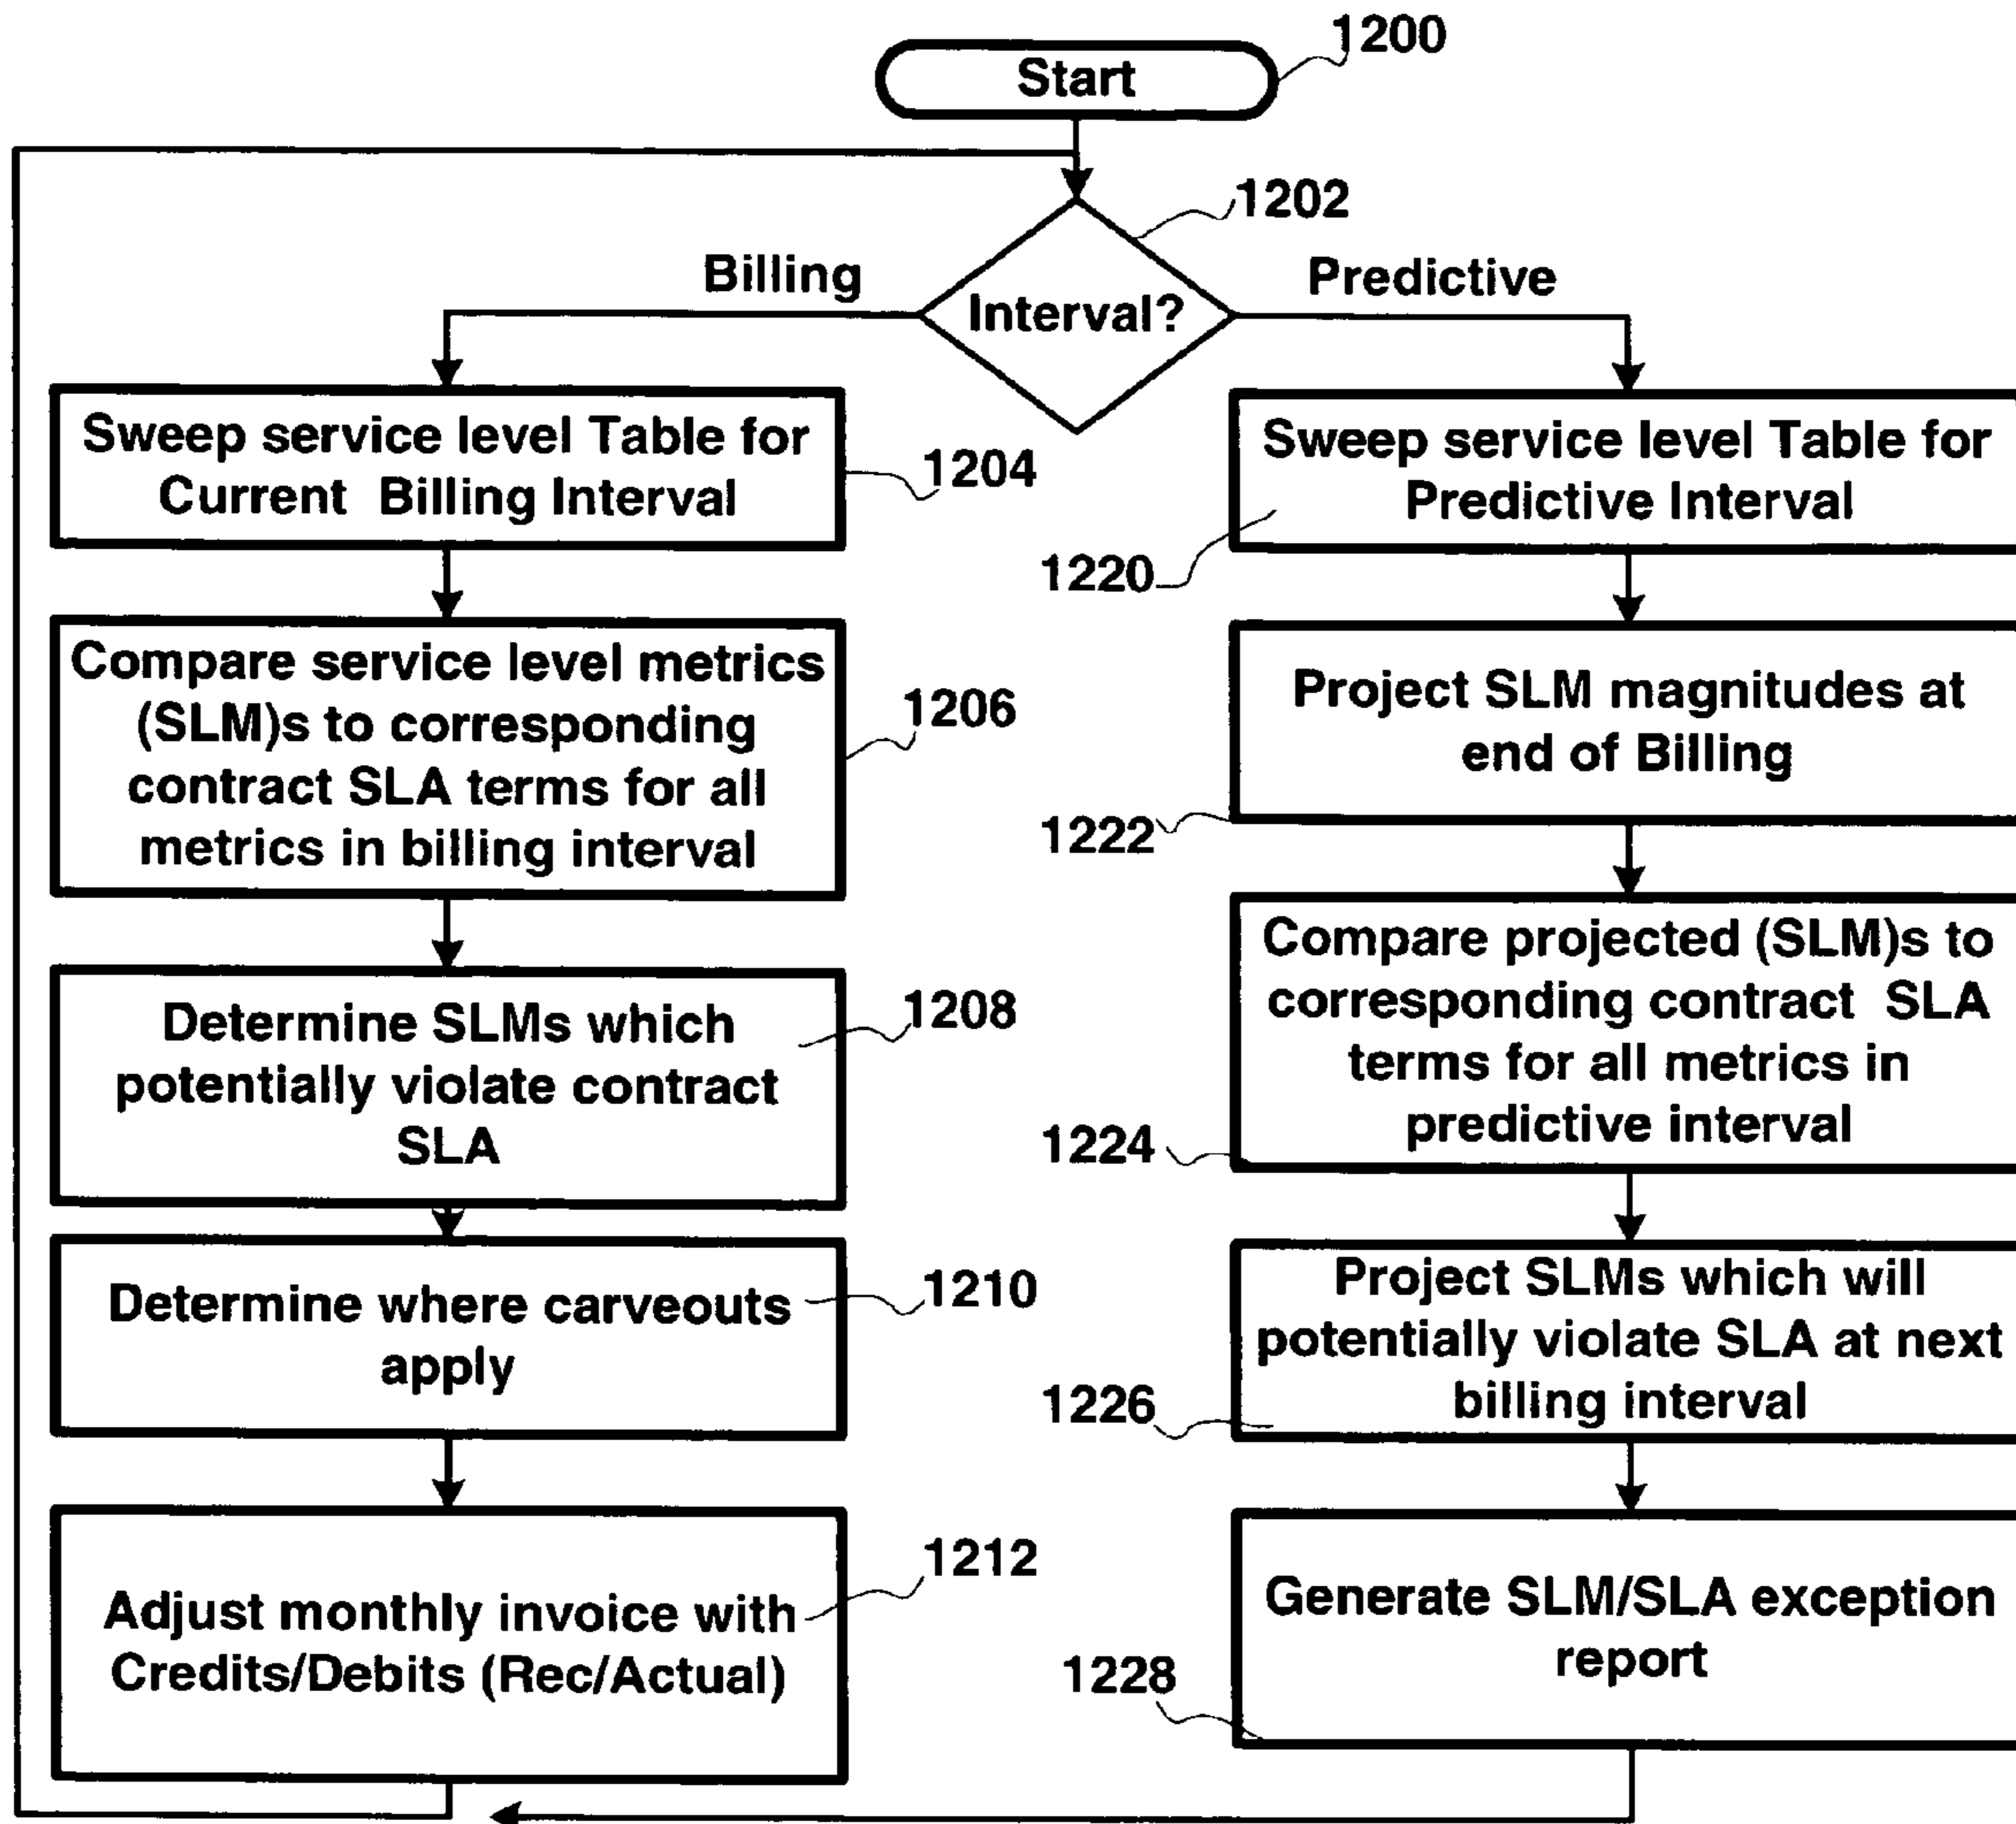 Start
1200
1202
Interval?
Billing
Predictive
Sweep service level Table for
Current Billing Interval
1204
Compare service level metrics
(SLM)s to corresponding
contract SLA terms for all
metrics in billing interval
1206
Determine SLMs which
potentially violate contract
SLA
1208
Determine where carveouts
apply
1210
Adjust monthly invoice with
Credits/Debits (Rec/Actual)
1212
Sweep service level Table for
Predictive Interval
1220
Project SLM magnitudes at
end of Billing
1222
Compare projected (SLM)s to
corresponding contract SLA
terms for all metrics in
predictive interval
1224
Project SLMs which will
potentially violate SLA at next
billing interval
1226
Generate SLM/SLA exception
report
1228